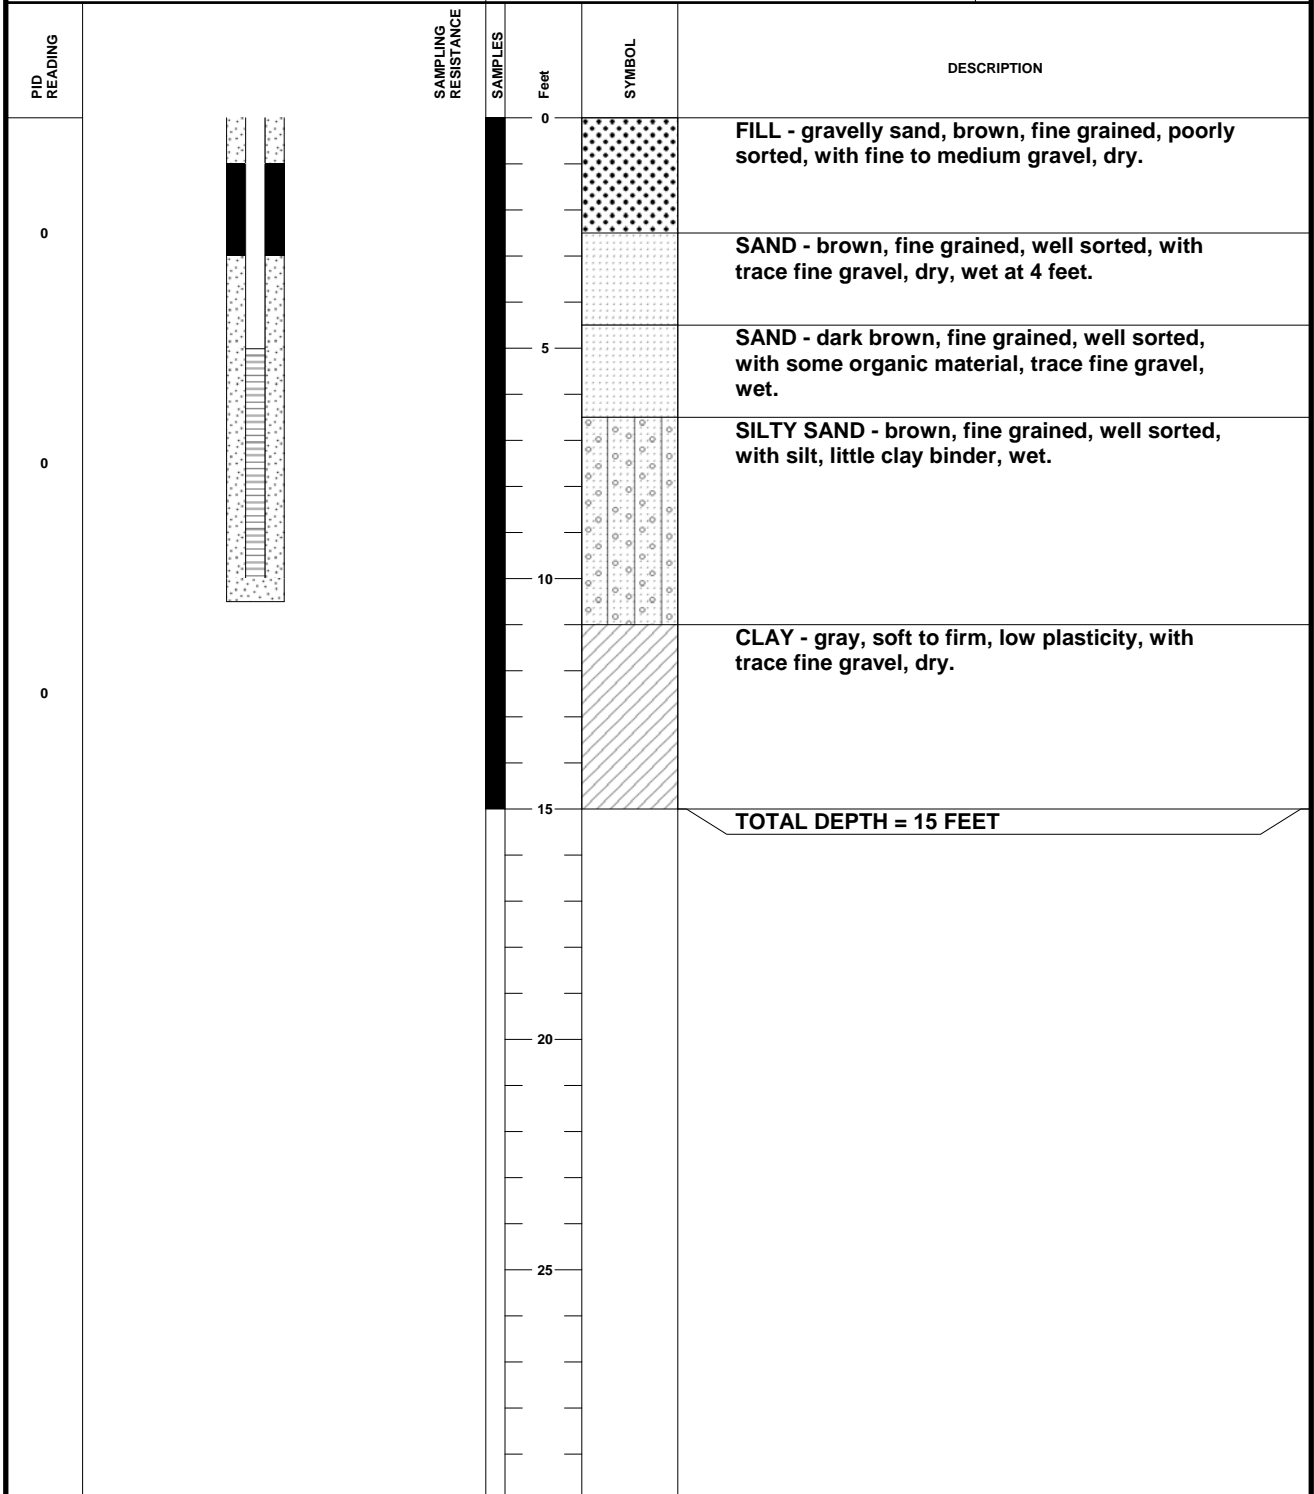 PID
READING
SAMPLING
RESISTANCE
SAMPLES
Feet
SYMBOL
DESCRIPTION
0
FILL - gravelly sand, brown, fine grained, poorly
sorted, with fine to medium gravel, dry.
0
SAND - brown, fine grained, well sorted, with
trace fine gravel, dry, wet at 4 feet.
5
SAND - dark brown, fine grained, well sorted,
with some organic material, trace fine gravel,
wet.
0
SILTY SAND - brown, fine grained, well sorted,
with silt, little clay binder, wet.
10
CLAY - gray, soft to firm, low plasticity, with
trace fine gravel, dry.
0
15
TOTAL DEPTH = 15 FEET
20
25